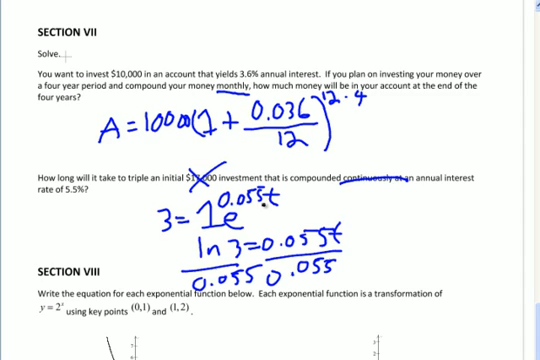 SECTION VII
Solve.
You want to invest $10,000 in an account that yields 3.6% annual interest. If you plan on investing your money over
a four year period and compound your money monthly, how much money will be in your account at the end of the
four years?
A = 10000(1 + 0.036/12)^12·4
How long will it take to triple an initial investment that is compounded continuously at an annual interest
rate of 5.5%?
3 = 1e^0.055t
ln 3 = 0.055t
0.055 0.055
SECTION VIII
Write the equation for each exponential function below. Each exponential function is a transformation of
y = 2^x using key points (0,1) and (1,2) .